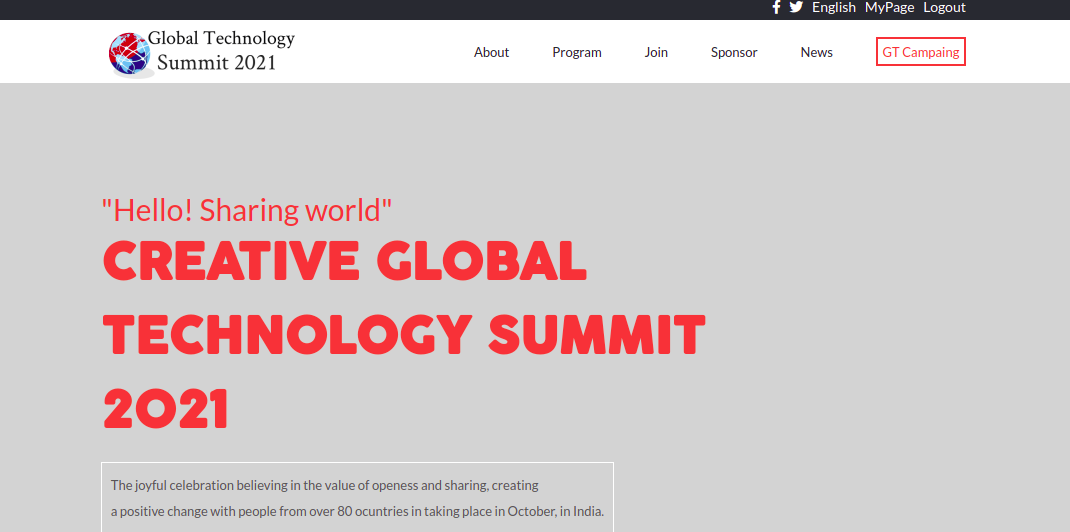 English MyPage Logout
Global Technology
Summit 2021
About Program Join Sponsor News GT Campaing
"Hello! Sharing world"
CREATIVE GLOBAL
TECHNOLOGY SUMMIT
2021
The joyful celebration believing in the value of openess and sharing, creating
a positive change with people from over 80 ocuntries in taking place in October, in India.